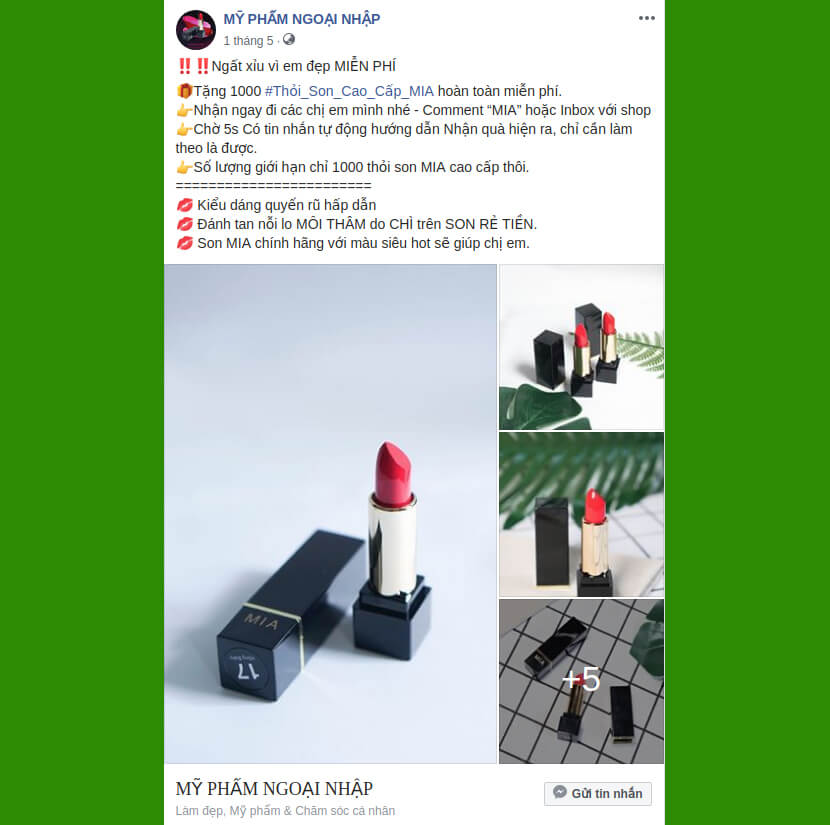 MỸ PHẨM NGOẠI NHẬP
1 tháng 5 ·
‼️‼️Ngất xỉu vì em đẹp MIỄN PHÍ
🎁Tặng 1000 #Thỏi_Son_Cao_Cấp_MIA hoàn toàn miễn phí.
👉Nhận ngay đi các chị em mình nhé - Comment “MIA” hoặc Inbox với shop
👉Chờ 5s Có tin nhắn tự động hướng dẫn Nhận quà hiện ra, chỉ cần làm
theo là được.
👉Số lượng giới hạn chỉ 1000 thỏi son MIA cao cấp thôi.
========================
💋 Kiểu dáng quyến rũ hấp dẫn
💋 Đánh tan nỗi lo MÔI THÂM do CHÌ trên SON RẺ TIỀN.
💋 Son MIA chính hãng với màu siêu hot sẽ giúp chị em.
MIA
17
MIA
+5
MỸ PHẨM NGOẠI NHẬP
Gửi tin nhắn
Làm đẹp, Mỹ phẩm & Chăm sóc cá nhân